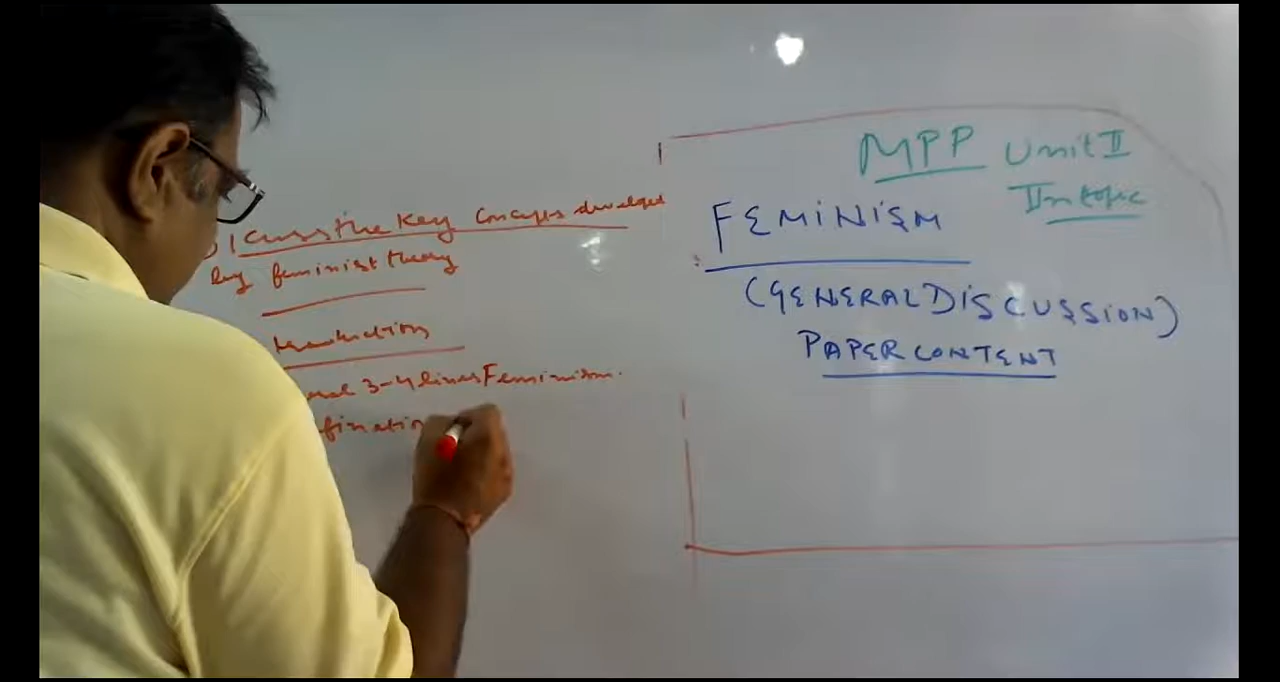 Discuss the key concepts developed
by feminist theory
Introduction
3-4 lines Feminism.
MPP Unit II
IInd topic
FEMINISM
(GENERAL DISCUSSION)
PAPER CONTENT